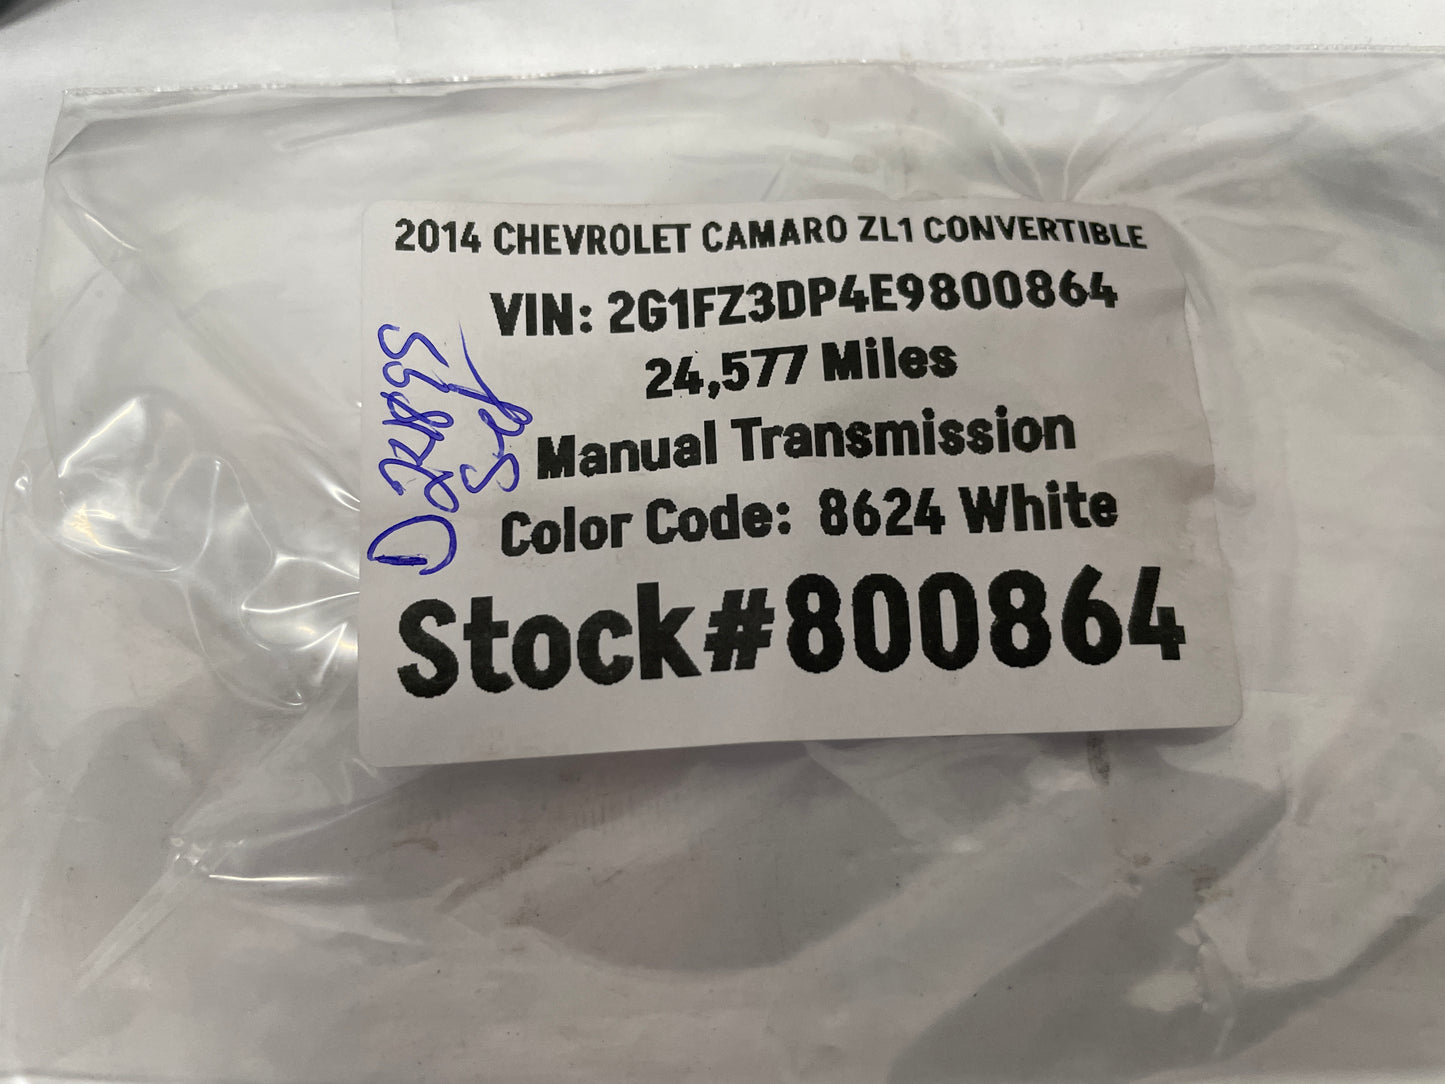 2014 CHEVROLET CAMARO ZL1 CONVERTIBLE
VIN: 2G1FZ3DP4E9800864
24,577 Miles
Manual Transmission
Color Code: 8624 White
Stock#800864